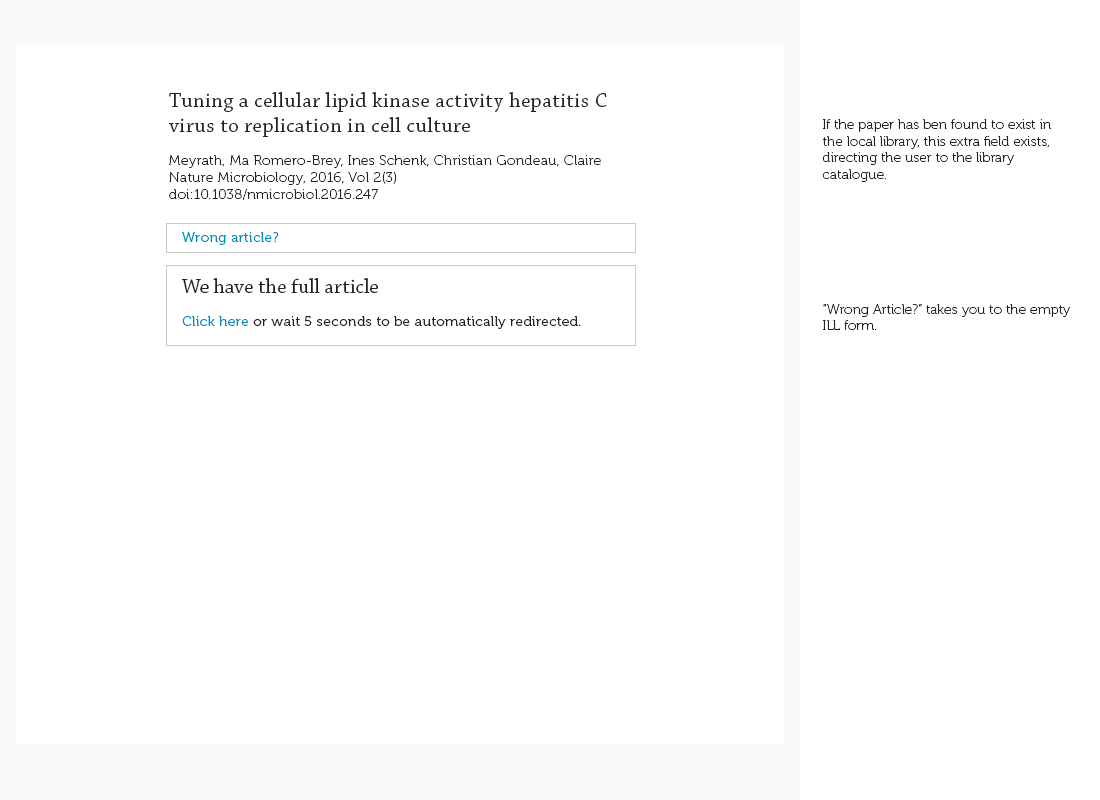 Tuning a cellular lipid kinase activity hepatitis C
virus to replication in cell culture
Meyrath, Ma Romero-Brey, Ines Schenk, Christian Gondeau, Claire
Nature Microbiology, 2016, Vol 2(3)
doi:10.1038/nmicrobiol.2016.247
Wrong article?
We have the full article
Click here or wait 5 seconds to be automatically redirected.
If the paper has ben found to exist in
the local library, this extra field exists,
directing the user to the library
catalogue.
"Wrong Article?" takes you to the empty
ILL form.